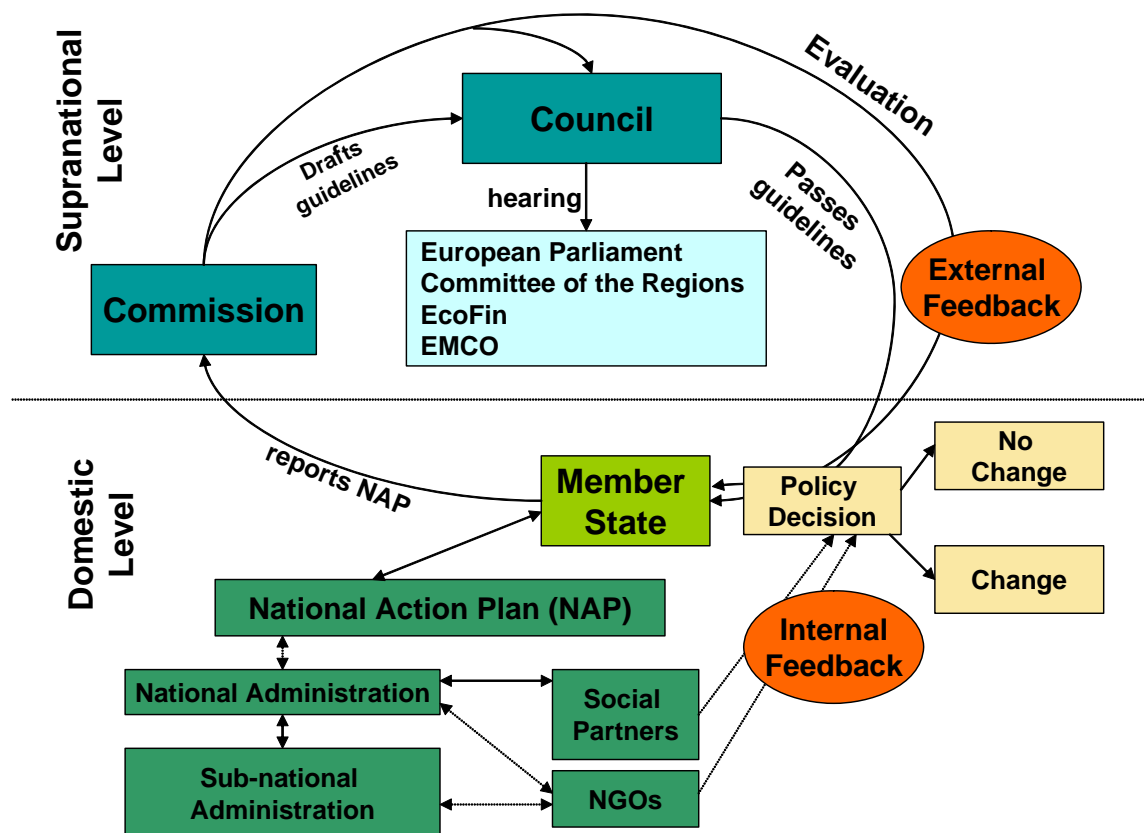 Supranational
Level
Evaluation
Council
Drafts
guidelines
Passes
guidelines
hearing
European Parliament
Committee of the Regions
EcoFin
EMCO
External
Feedback
Commission
reports NAP
Domestic
Level
Member
State
Policy
Decision
No
Change
Change
National Action Plan (NAP)
Internal
Feedback
National Administration
Social
Partners
Sub-national
Administration
NGOs